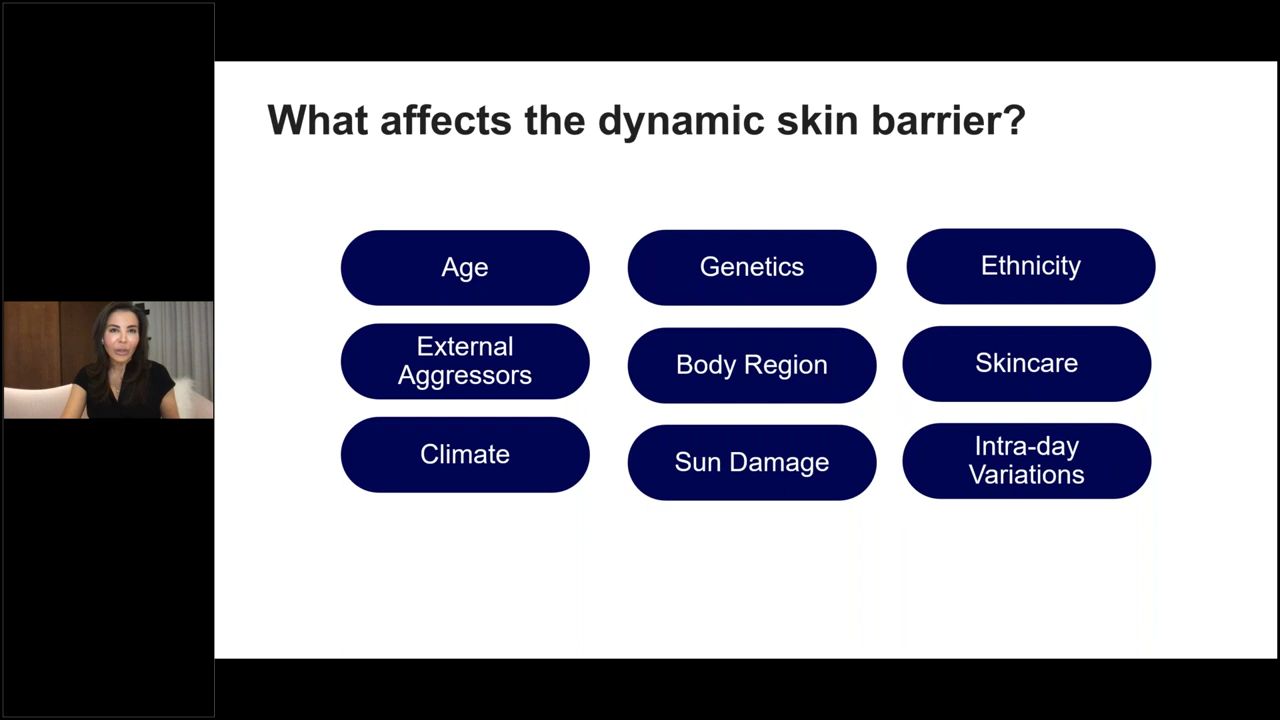 What affects the dynamic skin barrier?
Age
Genetics
Ethnicity
External
Aggressors
Body Region
Skincare
Climate
Sun Damage
Intra-day
Variations